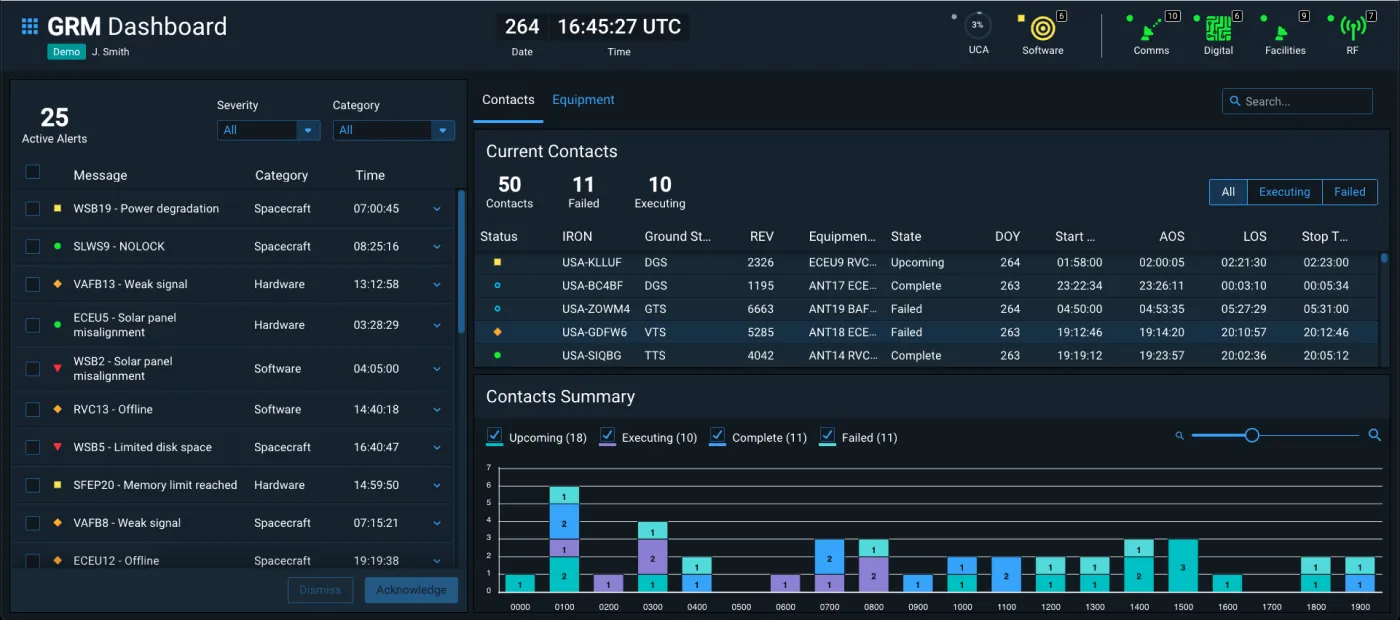 GRM Dashboard
Demo J. Smith
264 16:45:27 UTC
Date Time
3% 6 10 6 9 7
UCA Software Comms Digital Facilities RF
25
Active Alerts
Severity Category
All All
Message Category Time
WSB19 - Power degradation Spacecraft 07:00:45
SLWS9 - NOLOCK Spacecraft 08:25:16
VAFB13 - Weak signal Hardware 13:12:58
ECEU5 - Solar panel
misalignment Hardware 03:28:29
WSB2 - Solar panel
misalignment Software 04:05:00
RVC13 - Offline Software 14:40:18
WSB5 - Limited disk space Spacecraft 16:40:47
SFEP20 - Memory limit reached Hardware 14:59:50
VAFB8 - Weak signal Spacecraft 07:15:21
ECEU12 - Offline Spacecraft 19:19:38
Dismiss Acknowledge
Contacts Equipment Search...
Current Contacts
50 11 10
Contacts Failed Executing
All Executing Failed
Status IRON Ground St... REV Equipmen... State DOY Start ... AOS LOS Stop T...
USA-KLLUF DGS 2326 ECEU9 RVC... Upcoming 264 01:58:00 02:00:05 02:21:30 02:23:00
USA-BC4BF DGS 1195 ANT17 ECE... Complete 263 23:22:34 23:26:11 00:03:10 00:05:34
USA-ZOWM4 GTS 6663 ANT19 BAF... Failed 264 04:50:00 04:53:35 05:27:29 05:31:00
USA-GDFW6 VTS 5285 ANT18 ECE... Failed 263 19:12:46 19:14:20 20:10:57 20:12:46
USA-SIQBG TTS 4042 ANT14 RVC... Complete 263 19:19:12 19:23:57 20:02:36 20:05:12
Contacts Summary
Upcoming (18) Executing (10) Complete (11) Failed (11)
7
6
1
5
4
2 1 1 1
3
1 2 2 3
2
1 1 1 1 1 1
1
1 2 1 1 1 1 1 2 1 1 2 1 1 2 1 1 1
0
0000 0100 0200 0300 0400 0500 0600 0700 0800 0900 1000 1100 1200 1300 1400 1500 1600 1700 1800 1900